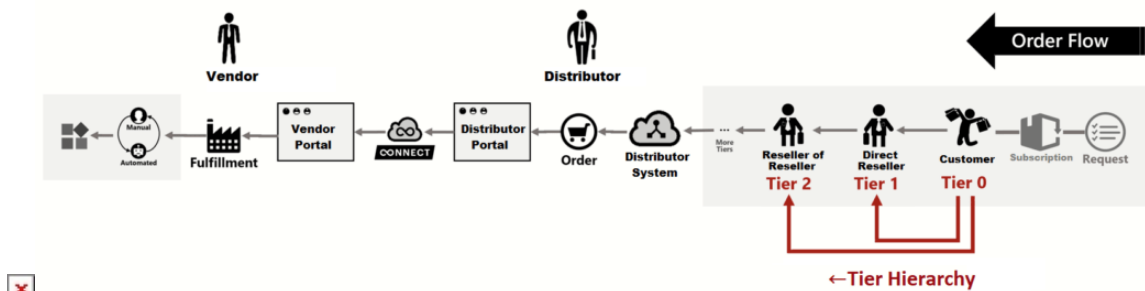 Order Flow
Vendor
Distributor
Manual
Automated
Fulfillment
Vendor
Portal
CONNECT
Distributor
Portal
Order
Distributor
System
...
More
Tiers
Reseller of
Reseller
Tier 2
Direct
Reseller
Tier 1
Customer
Tier 0
Subscription
Request
←Tier Hierarchy